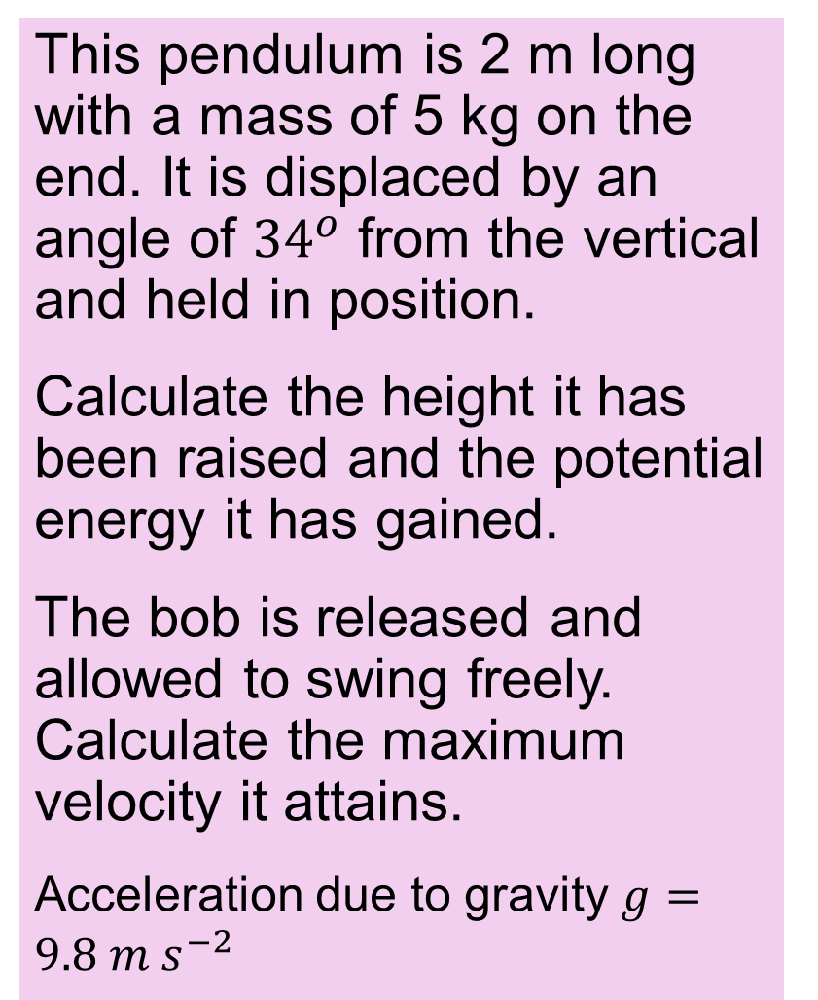 This pendulum is 2 m long
with a mass of 5 kg on the
end. It is displaced by an
angle of 34º from the vertical
and held in position.
Calculate the height it has
been raised and the potential
energy it has gained.
The bob is released and
allowed to swing freely.
Calculate the maximum
velocity it attains.
Acceleration due to gravity g =
9.8 m s⁻²